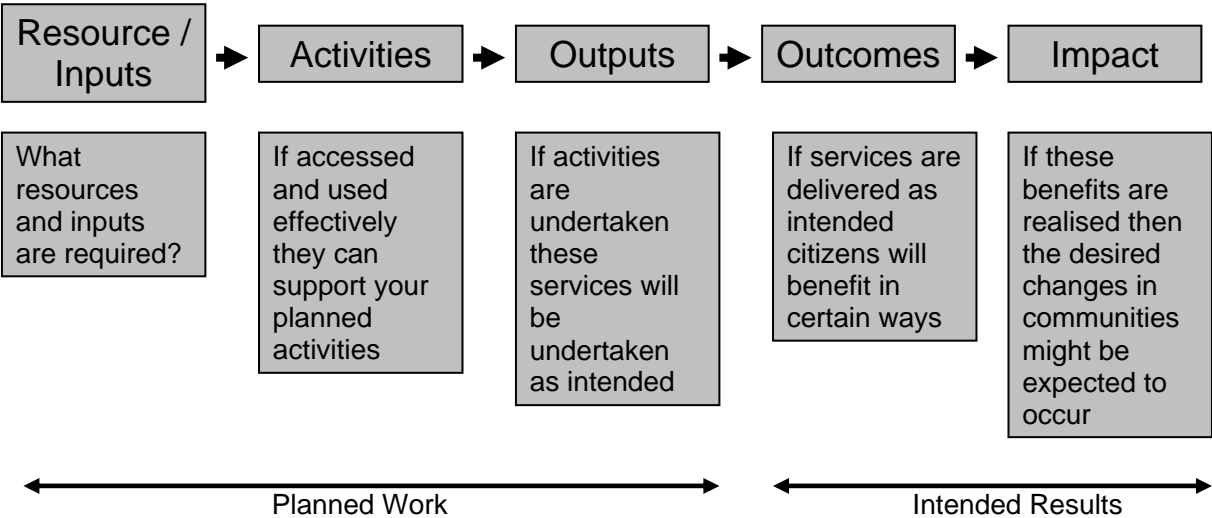 Resource /
Inputs
Activities
Outputs
Outcomes
Impact
What
resources
and inputs
are required?
If accessed
and used
effectively
they can
support your
planned
activities
If activities
are
undertaken
these
services will
be
undertaken
as intended
If services are
delivered as
intended
citizens will
benefit in
certain ways
If these
benefits are
realised then
the desired
changes in
communities
might be
expected to
occur
Planned Work
Intended Results